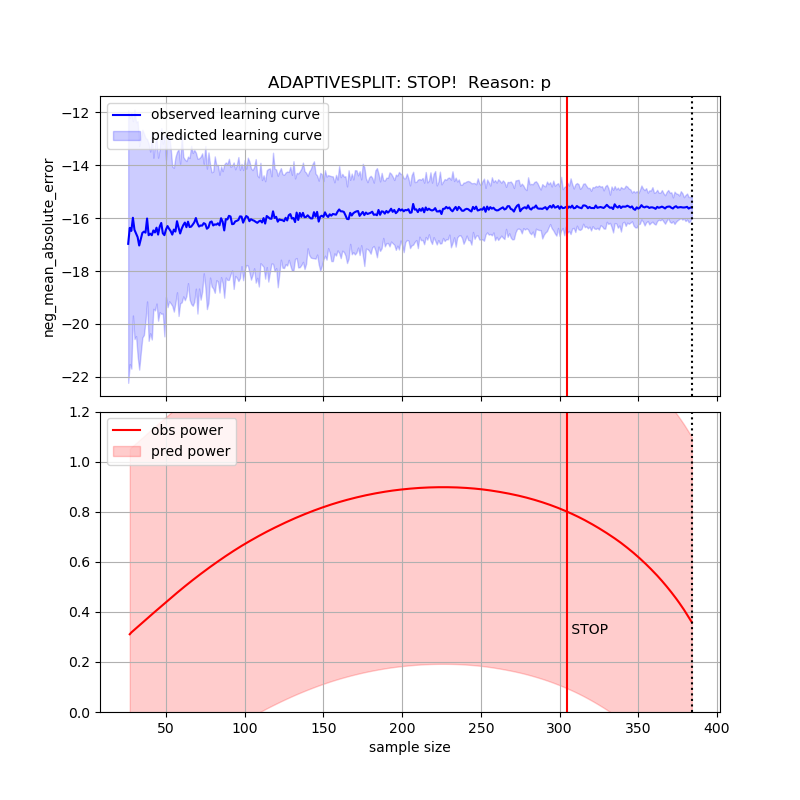 ADAPTIVESPLIT: STOP!  Reason: p
neg_mean_absolute_error
−12
−14
−16
−18
−20
−22
observed learning curve
predicted learning curve
1.2
1.0
0.8
0.6
0.4
0.2
0.0
obs power
pred power
STOP
50 100 150 200 250 300 350 400
sample size